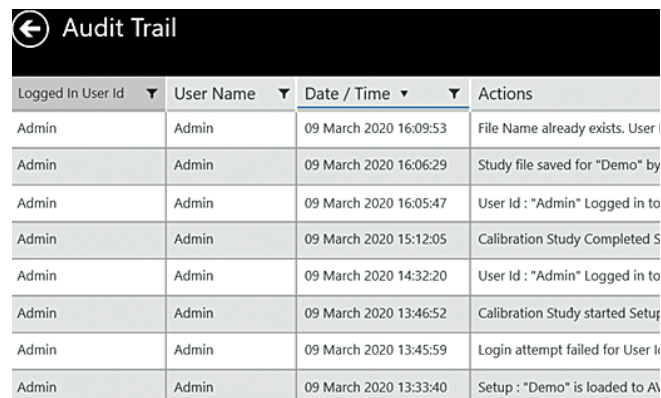 Audit Trail
Logged In User Id User Name Date / Time Actions
Admin Admin 09 March 2020 16:09:53 File Name already exists. User
Admin Admin 09 March 2020 16:06:29 Study file saved for "Demo" by
Admin Admin 09 March 2020 16:05:47 User Id : "Admin" Logged in to
Admin Admin 09 March 2020 15:12:05 Calibration Study Completed S
Admin Admin 09 March 2020 14:32:20 User Id : "Admin" Logged in to
Admin Admin 09 March 2020 13:46:52 Calibration Study started Setup
Admin Admin 09 March 2020 13:45:59 Login attempt failed for User Id
Admin Admin 09 March 2020 13:33:40 Setup : "Demo" is loaded to AV